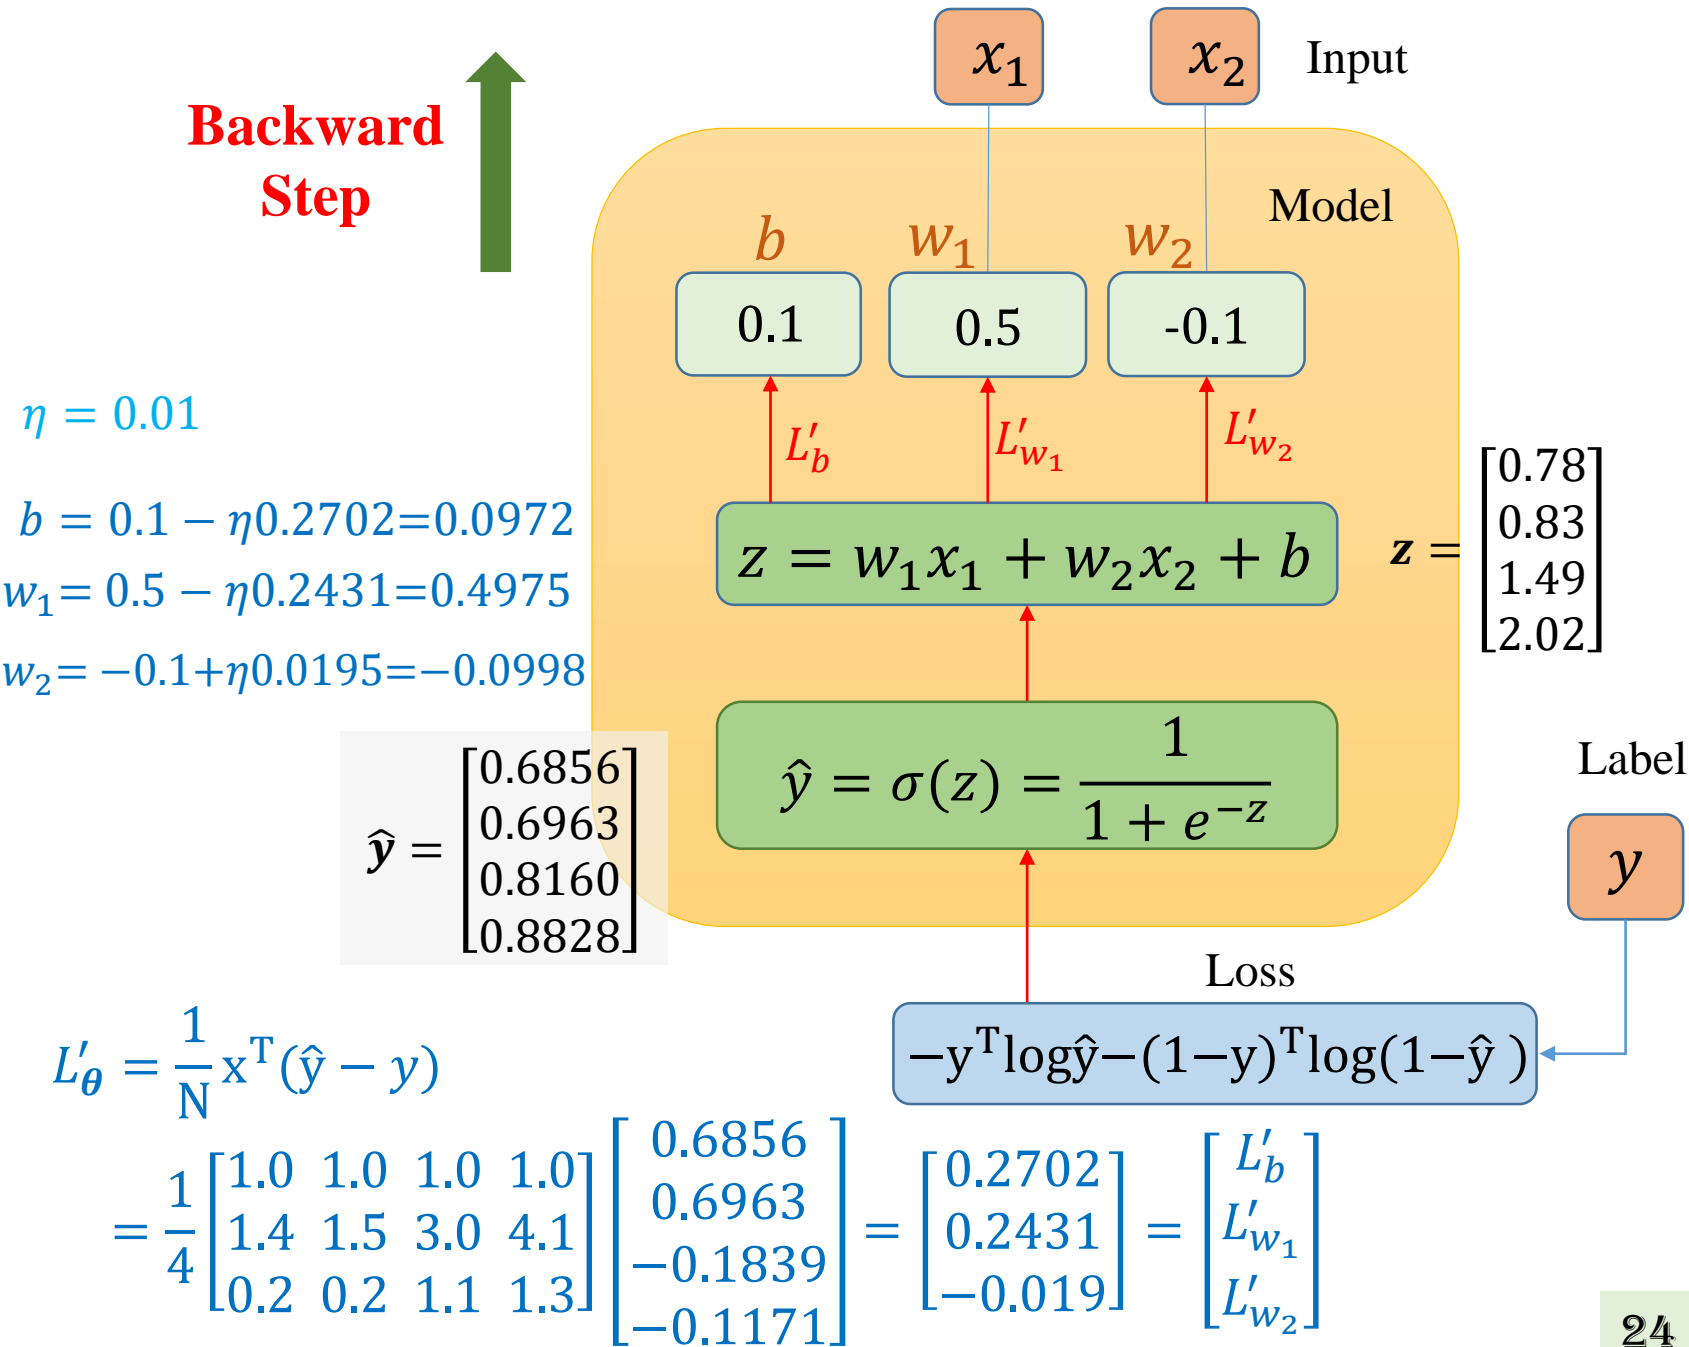 x₁ x₂ Input
Backward
Step
Model
b w₁ w₂
0.1 0.5 -0.1
η = 0.01
L′_b L′_w₁ L′_w₂
b = 0.1 − η0.2702=0.0972
w₁= 0.5 − η0.2431=0.4975
w₂= −0.1+η0.0195=−0.0998
z = w₁x₁ + w₂x₂ + b
z = [0.78
0.83
1.49
2.02]
ŷ = σ(z) = 1 / (1 + e^−z)
ŷ = [0.6856
0.6963
0.8160
0.8828]
Label
y
Loss
−yᵀlogŷ−(1−y)ᵀlog(1−ŷ )
L′_θ = 1/N xᵀ(ŷ − y)
= 1/4 [1.0 1.0 1.0 1.0
1.4 1.5 3.0 4.1
0.2 0.2 1.1 1.3]
[0.6856
0.6963
−0.1839
−0.1171]
= [0.2702
0.2431
−0.019]
= [L′_b
L′_w₁
L′_w₂]
24